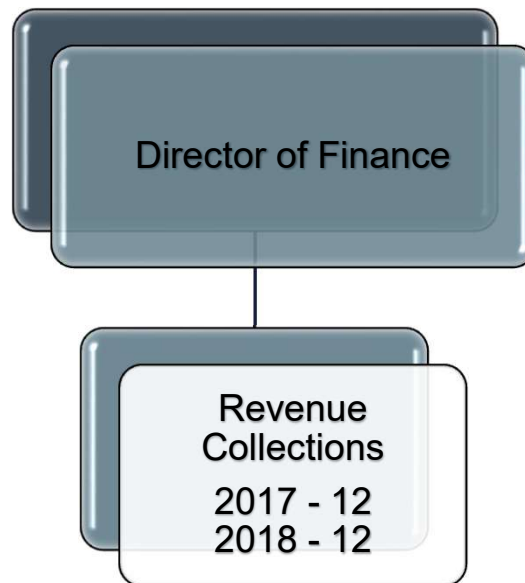 Director of Finance
Revenue
Collections
2017 - 12
2018 - 12